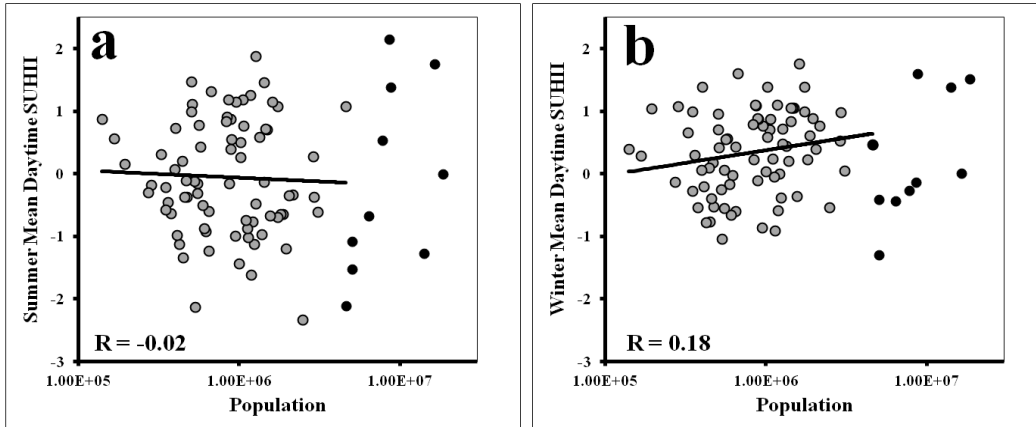 a
2
1
0
-1
-2
-3
Summer Mean Daytime SUHII
R = -0.02
1.00E+05 1.00E+06 1.00E+07
Population
b
2
1
0
-1
-2
-3
Winter Mean Daytime SUHII
R = 0.18
1.00E+05 1.00E+06 1.00E+07
Population